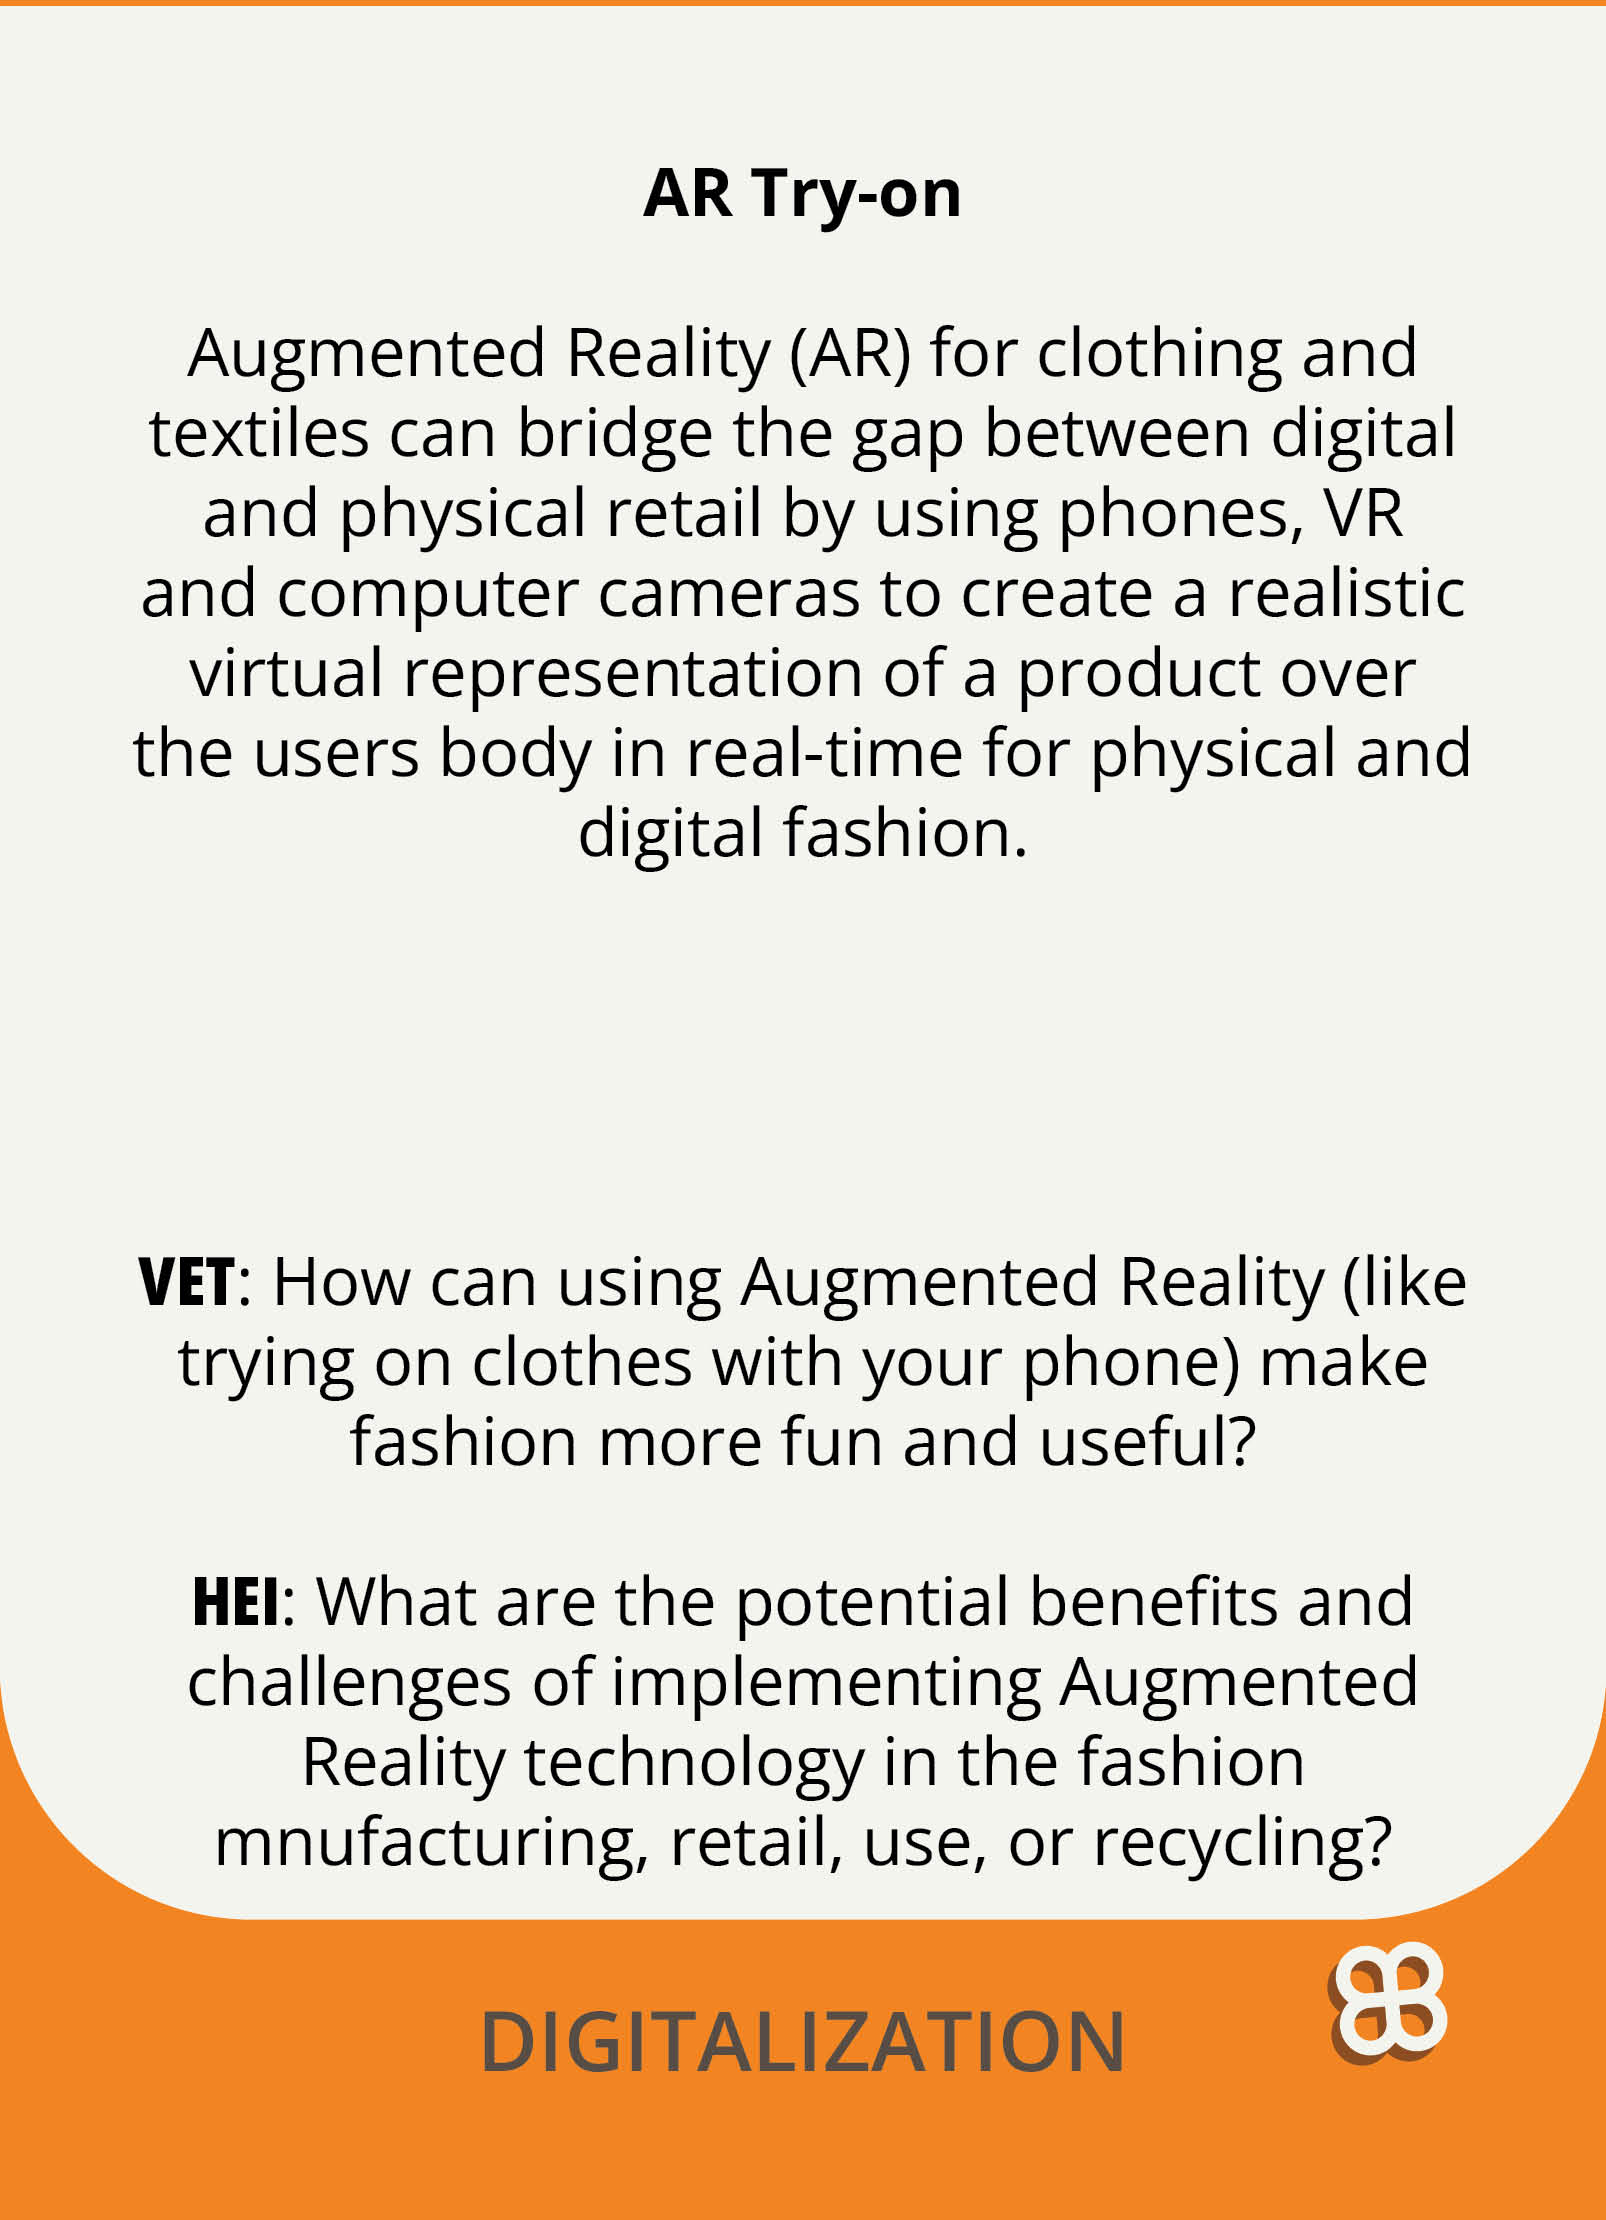 AR Try-on
Augmented Reality (AR) for clothing and
textiles can bridge the gap between digital
and physical retail by using phones, VR
and computer cameras to create a realistic
virtual representation of a product over
the users body in real-time for physical and
digital fashion.
VET: How can using Augmented Reality (like
trying on clothes with your phone) make
fashion more fun and useful?
HEI: What are the potential benefits and
challenges of implementing Augmented
Reality technology in the fashion
mnufacturing, retail, use, or recycling?
DIGITALIZATION